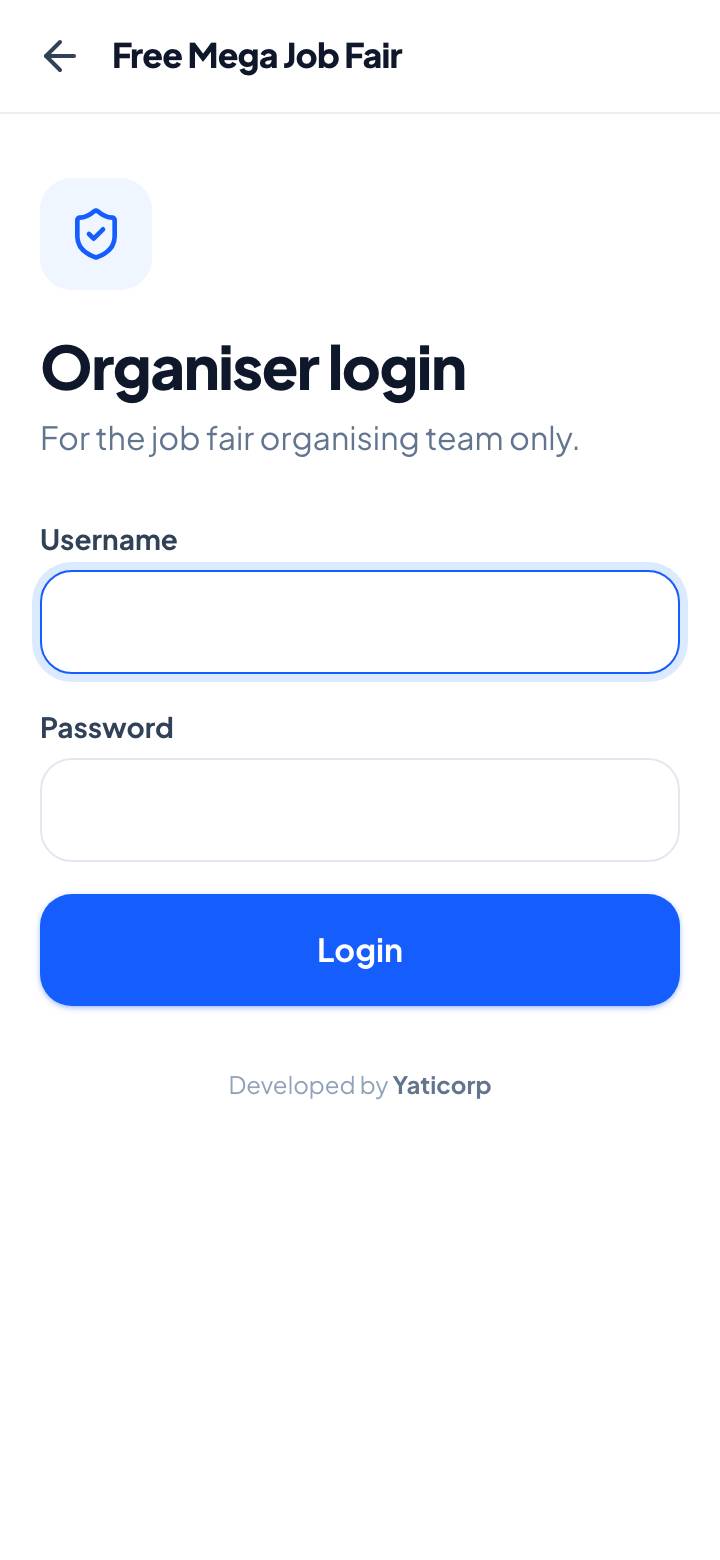 Free Mega Job Fair
Organiser login
For the job fair organising team only.
Username
Password
Login
Developed by Yaticorp